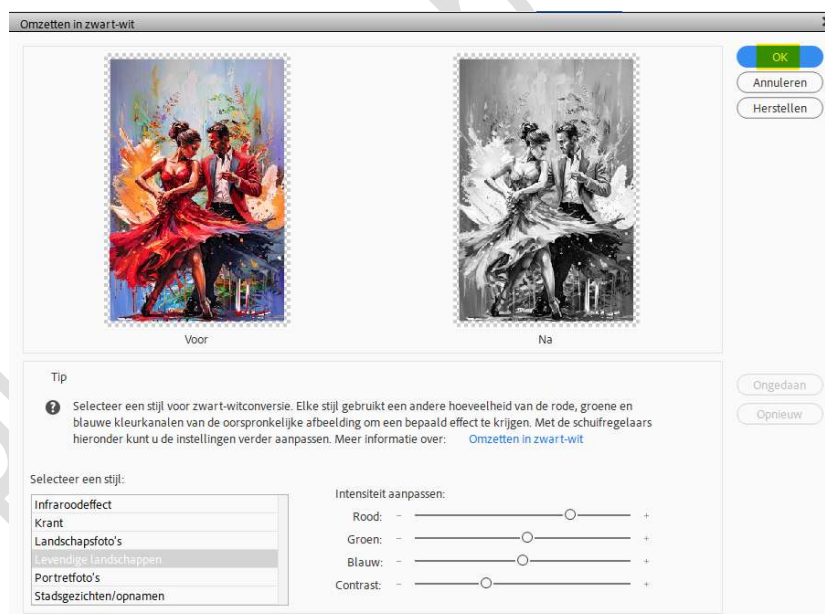 Omzetten in zwart-wit
OK
Annuleren
Herstellen
Voor
Na
Ongedaan
Opnieuw
Tip
Selecteer een stijl voor zwart-witconversie. Elke stijl gebruikt een andere hoeveelheid van de rode, groene en
blauwe kleurkanalen van de oorspronkelijke afbeelding om een bepaald effect te krijgen. Met de schuifregelaars
hieronder kunt u de instellingen verder aanpassen. Meer informatie over: Omzetten in zwart-wit
Selecteer een stijl:
Infraroodeffect
Krant
Landschapsfoto's
Levendige landschappen
Portretfoto's
Stadsgezichten/opnamen
Intensiteit aanpassen:
Rood: - +
Groen: - +
Blauw: - +
Contrast: - +